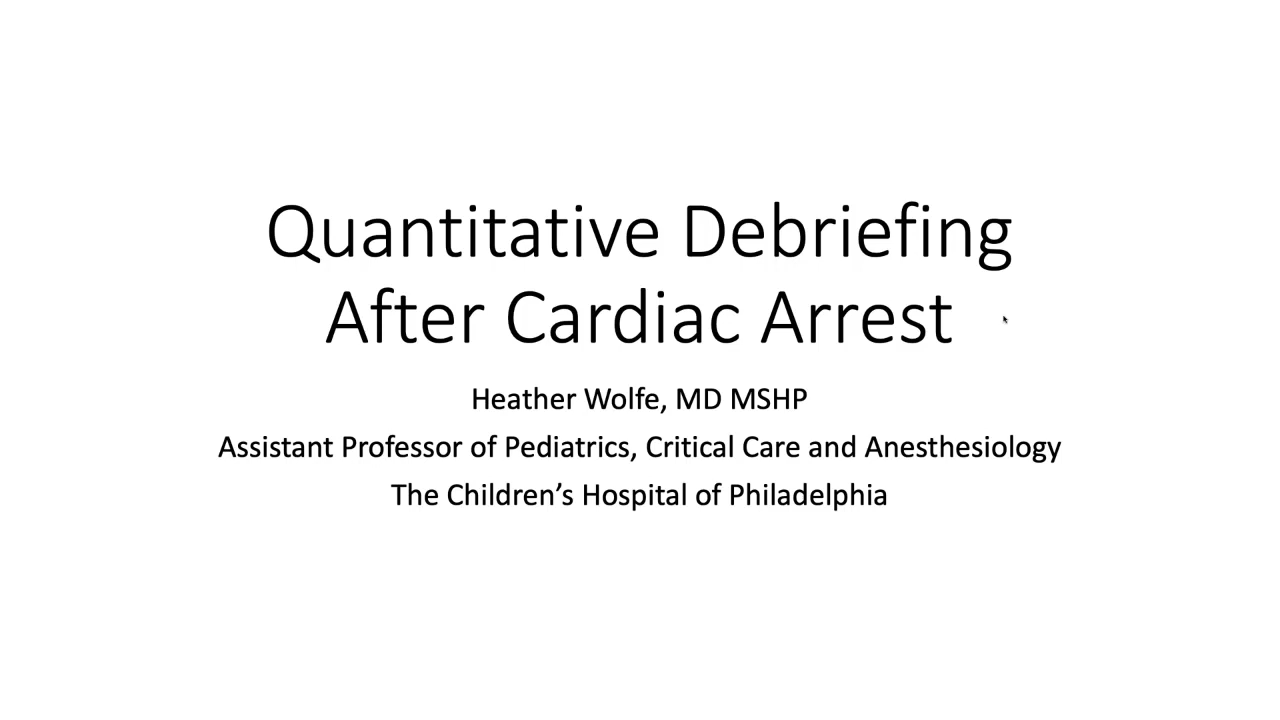 Quantitative Debriefing
After Cardiac Arrest
Heather Wolfe, MD MSHP
Assistant Professor of Pediatrics, Critical Care and Anesthesiology
The Children’s Hospital of Philadelphia